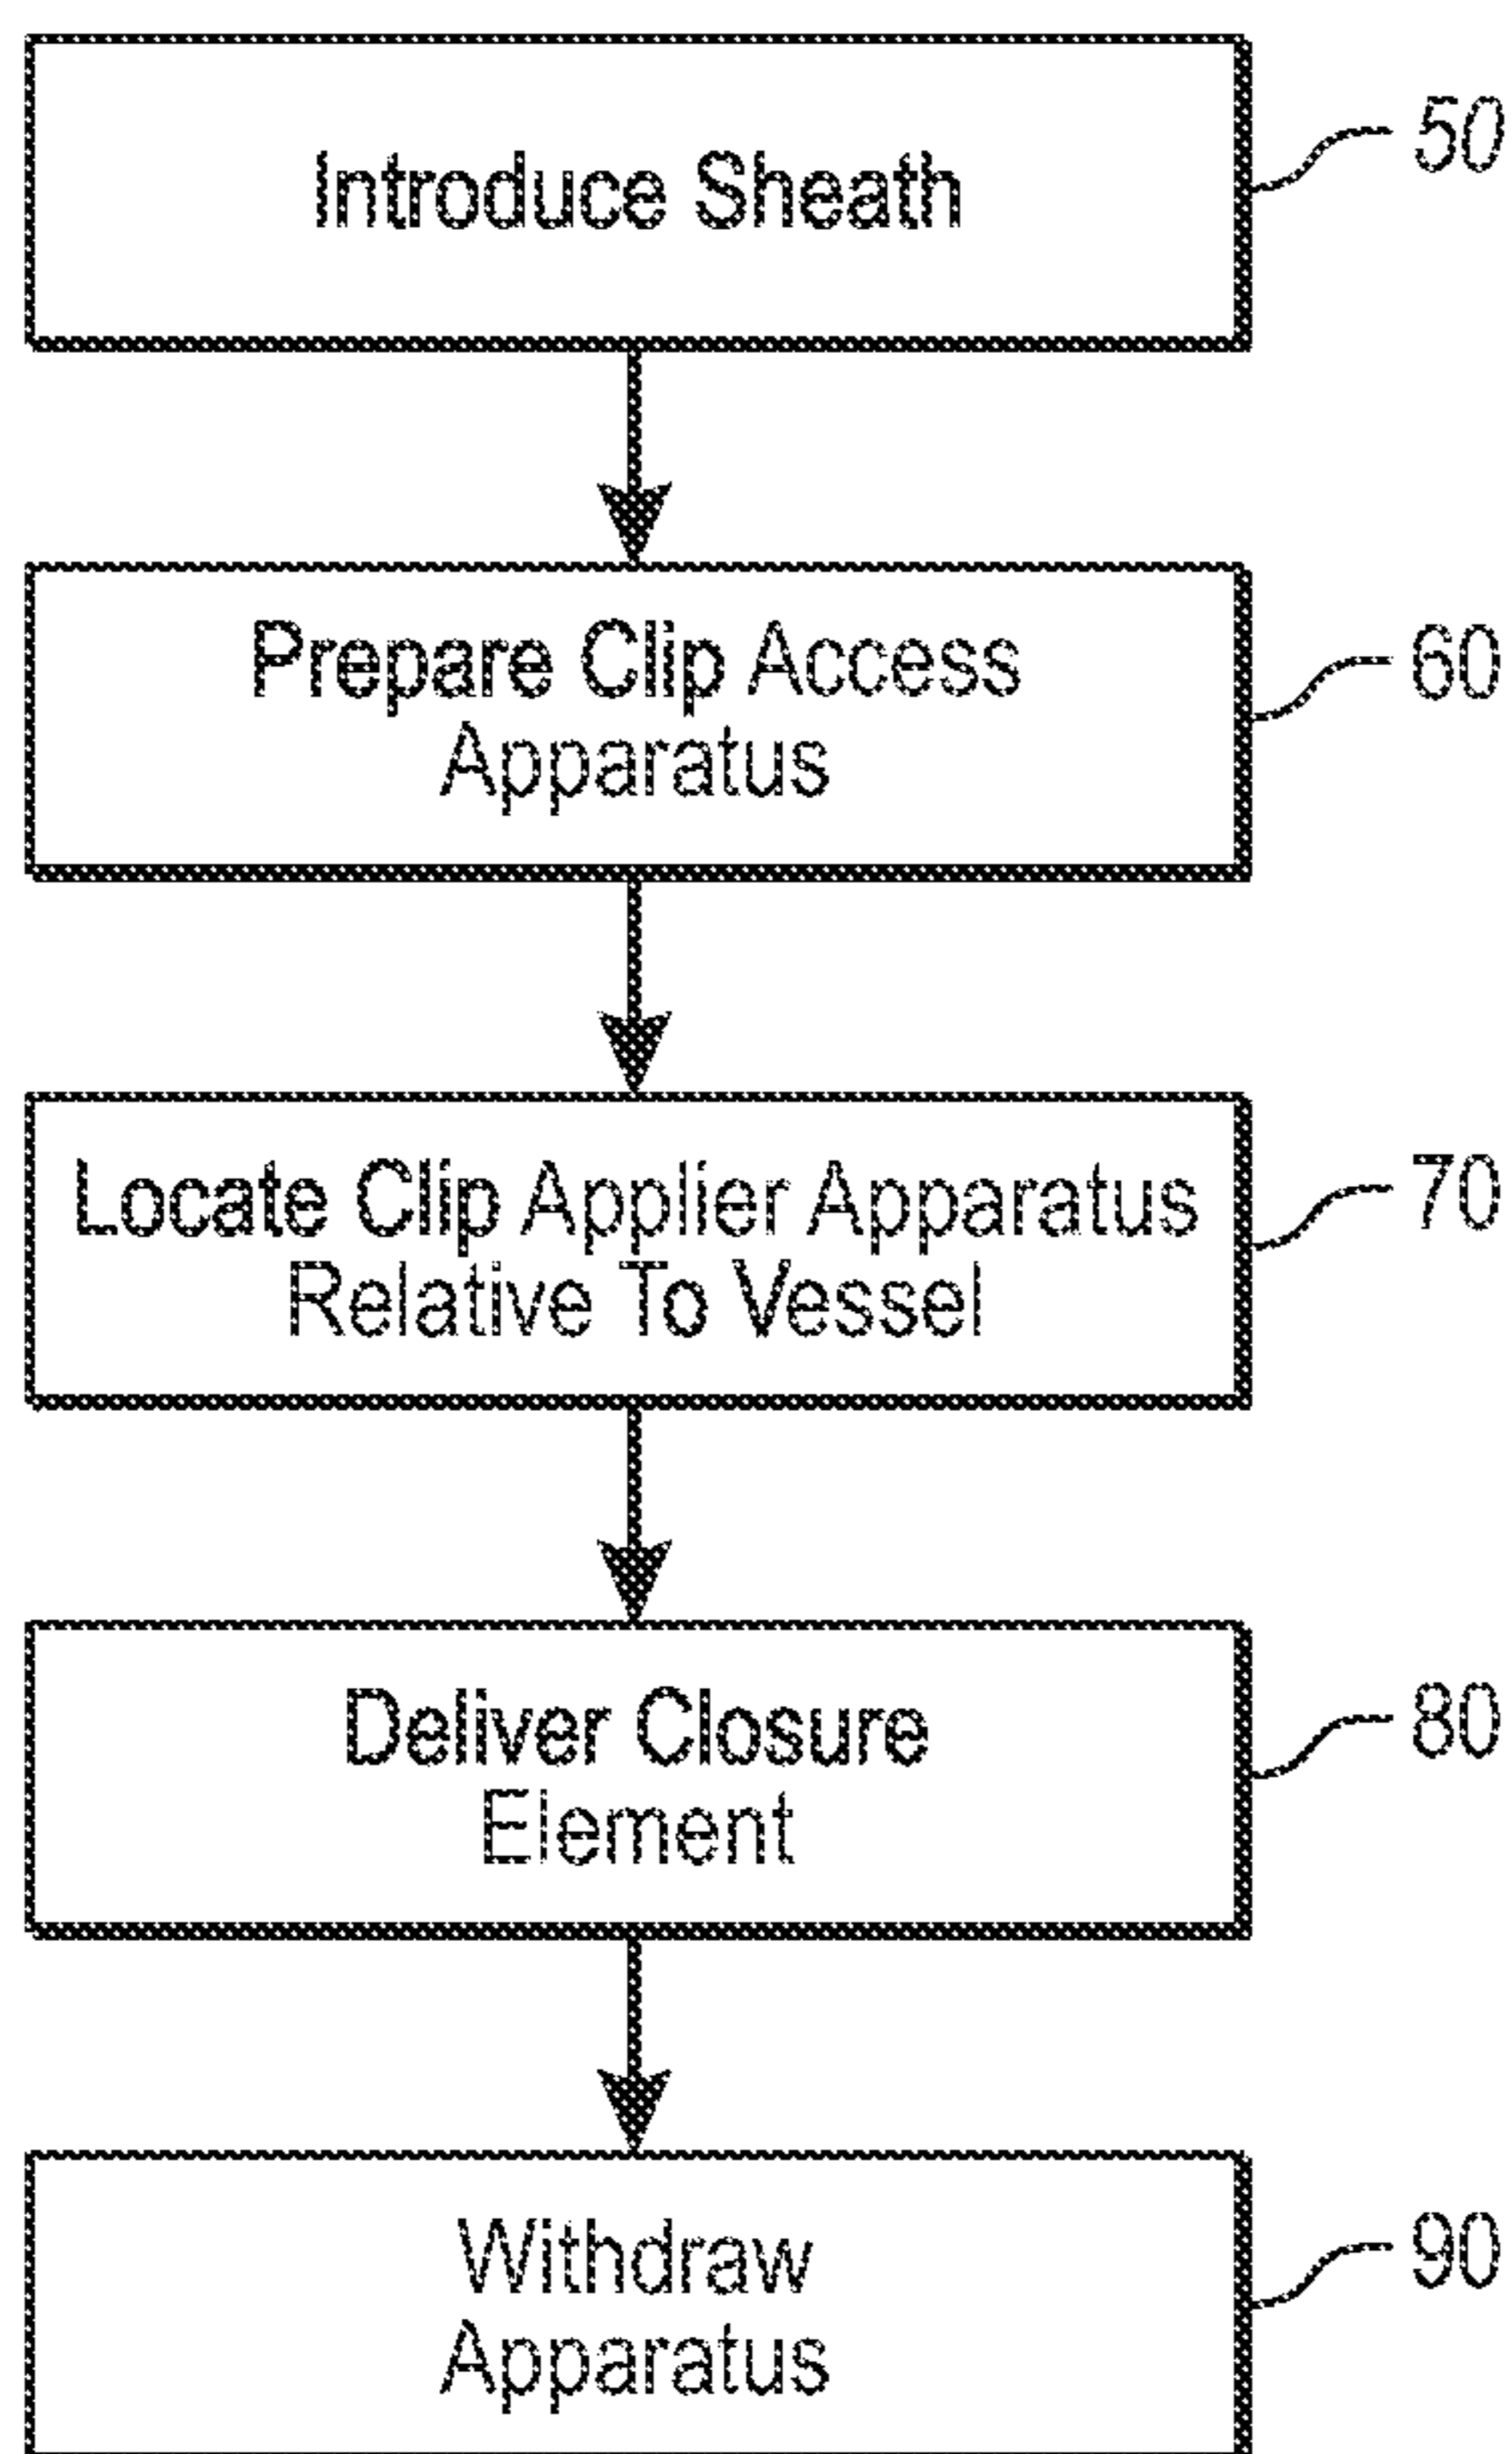 Introduce Sheath
50
Prepare Clip Access
Apparatus
60
Locate Clip Applier Apparatus
Relative To Vessel
70
Deliver Closure
Element
80
Withdraw
Apparatus
90